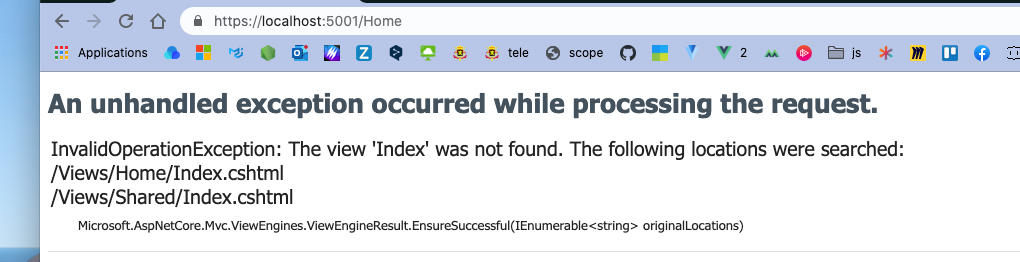 https://localhost:5001/Home
Applications
tele
scope
2
js
An unhandled exception occurred while processing the request.
InvalidOperationException: The view 'Index' was not found. The following locations were searched:
/Views/Home/Index.cshtml
/Views/Shared/Index.cshtml
Microsoft.AspNetCore.Mvc.ViewEngines.ViewEngineResult.EnsureSuccessful(IEnumerable<string> originalLocations)